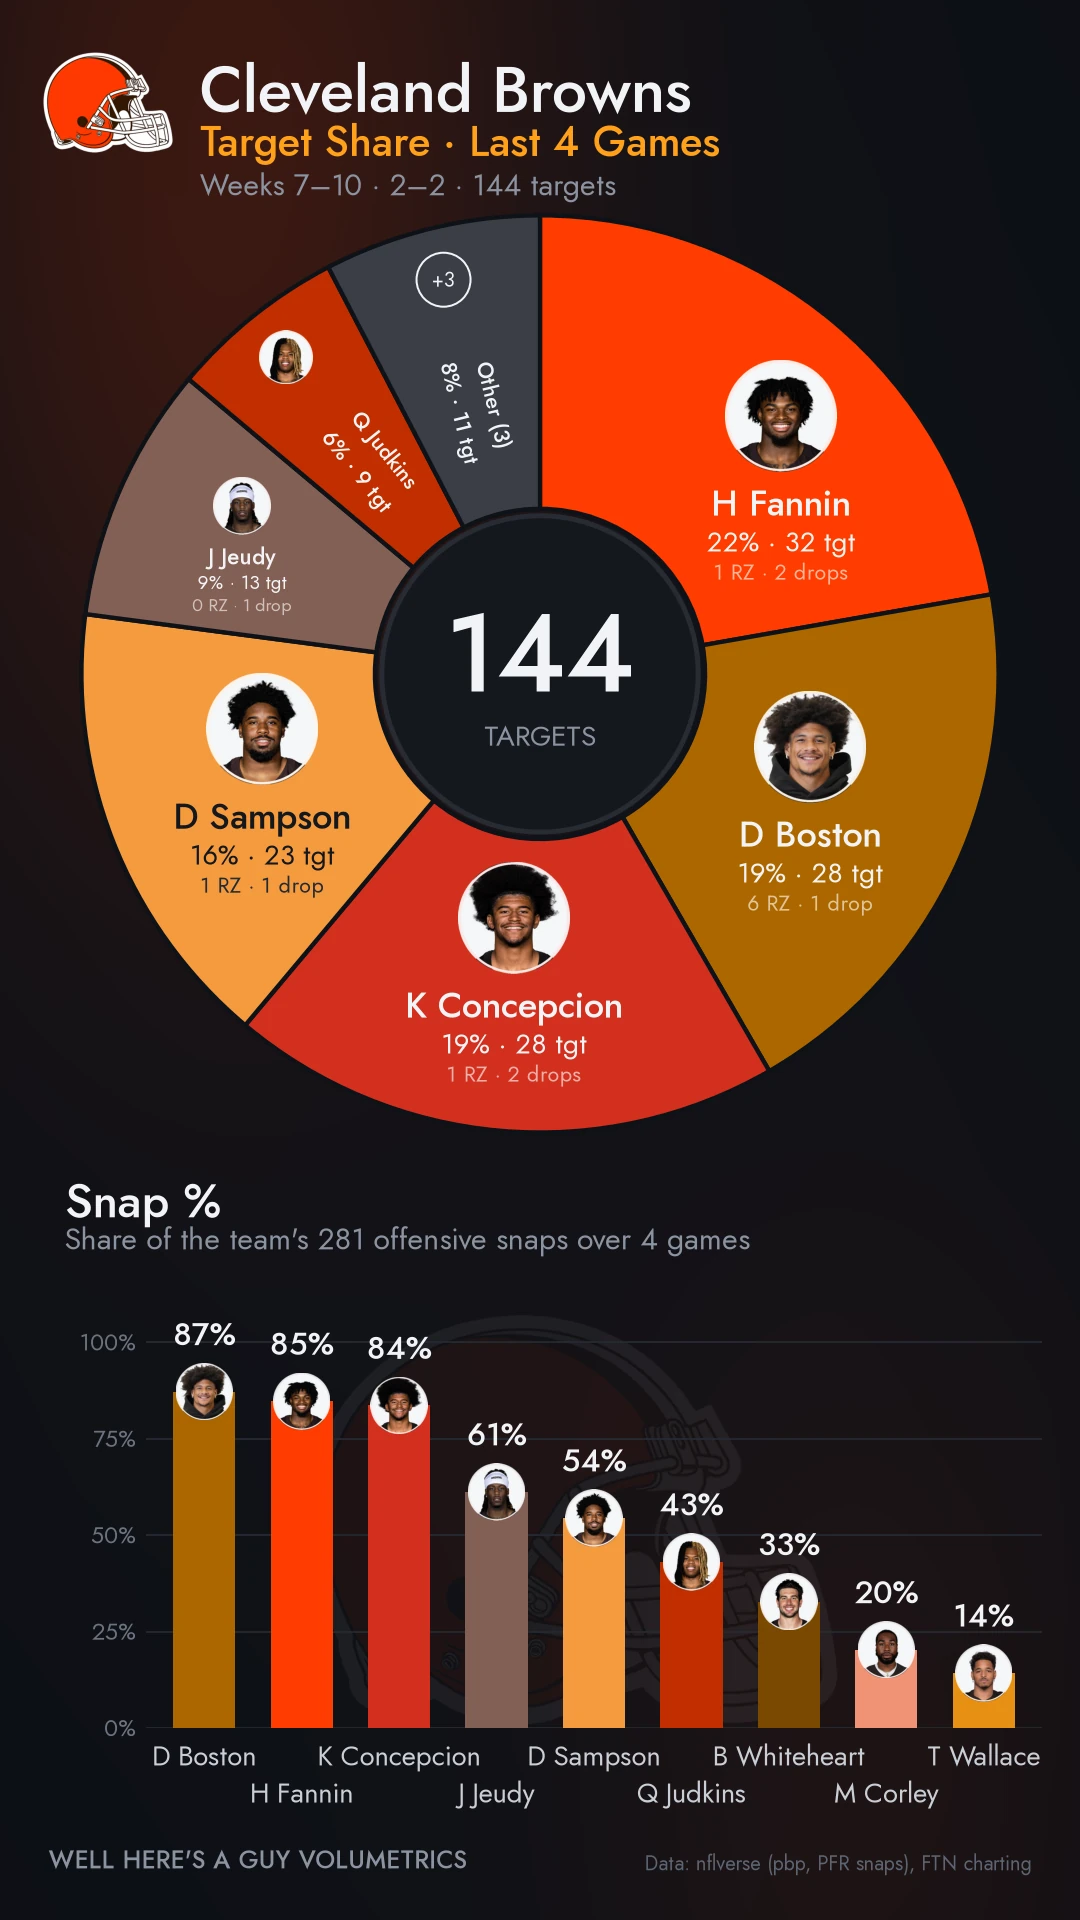 Cleveland Browns
Target Share · Last 4 Games
Weeks 7–10 · 2–2 · 144 targets
+3
Other (3)
8% · 11 tgt
H Fannin
22% · 32 tgt
1 RZ · 2 drops
Q Judkins
6% · 9 tgt
J Jeudy
9% · 13 tgt
0 RZ · 1 drop
144
TARGETS
D Sampson
16% · 23 tgt
1 RZ · 1 drop
D Boston
19% · 28 tgt
6 RZ · 1 drop
K Concepcion
19% · 28 tgt
1 RZ · 2 drops
Snap %
Share of the team's 281 offensive snaps over 4 games
100%
75%
50%
25%
0%
87%
85%
84%
61%
54%
43%
33%
20%
14%
D Boston
H Fannin
K Concepcion
J Jeudy
D Sampson
Q Judkins
B Whiteheart
M Corley
T Wallace
WELL HERE'S A GUY VOLUMETRICS
Data: nflverse (pbp, PFR snaps), FTN charting